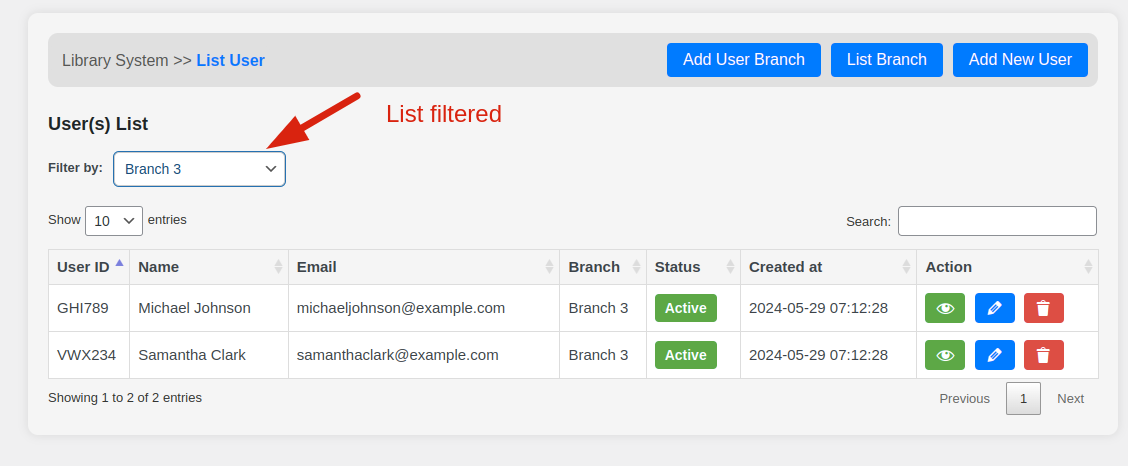 Library System >> List User
Add User Branch
List Branch
Add New User
List filtered
User(s) List
Filter by: Branch 3
Show 10 entries
Search:
User ID Name Email Branch Status Created at Action
GHI789 Michael Johnson michaeljohnson@example.com Branch 3 Active 2024-05-29 07:12:28
VWX234 Samantha Clark samanthaclark@example.com Branch 3 Active 2024-05-29 07:12:28
Showing 1 to 2 of 2 entries
Previous 1 Next